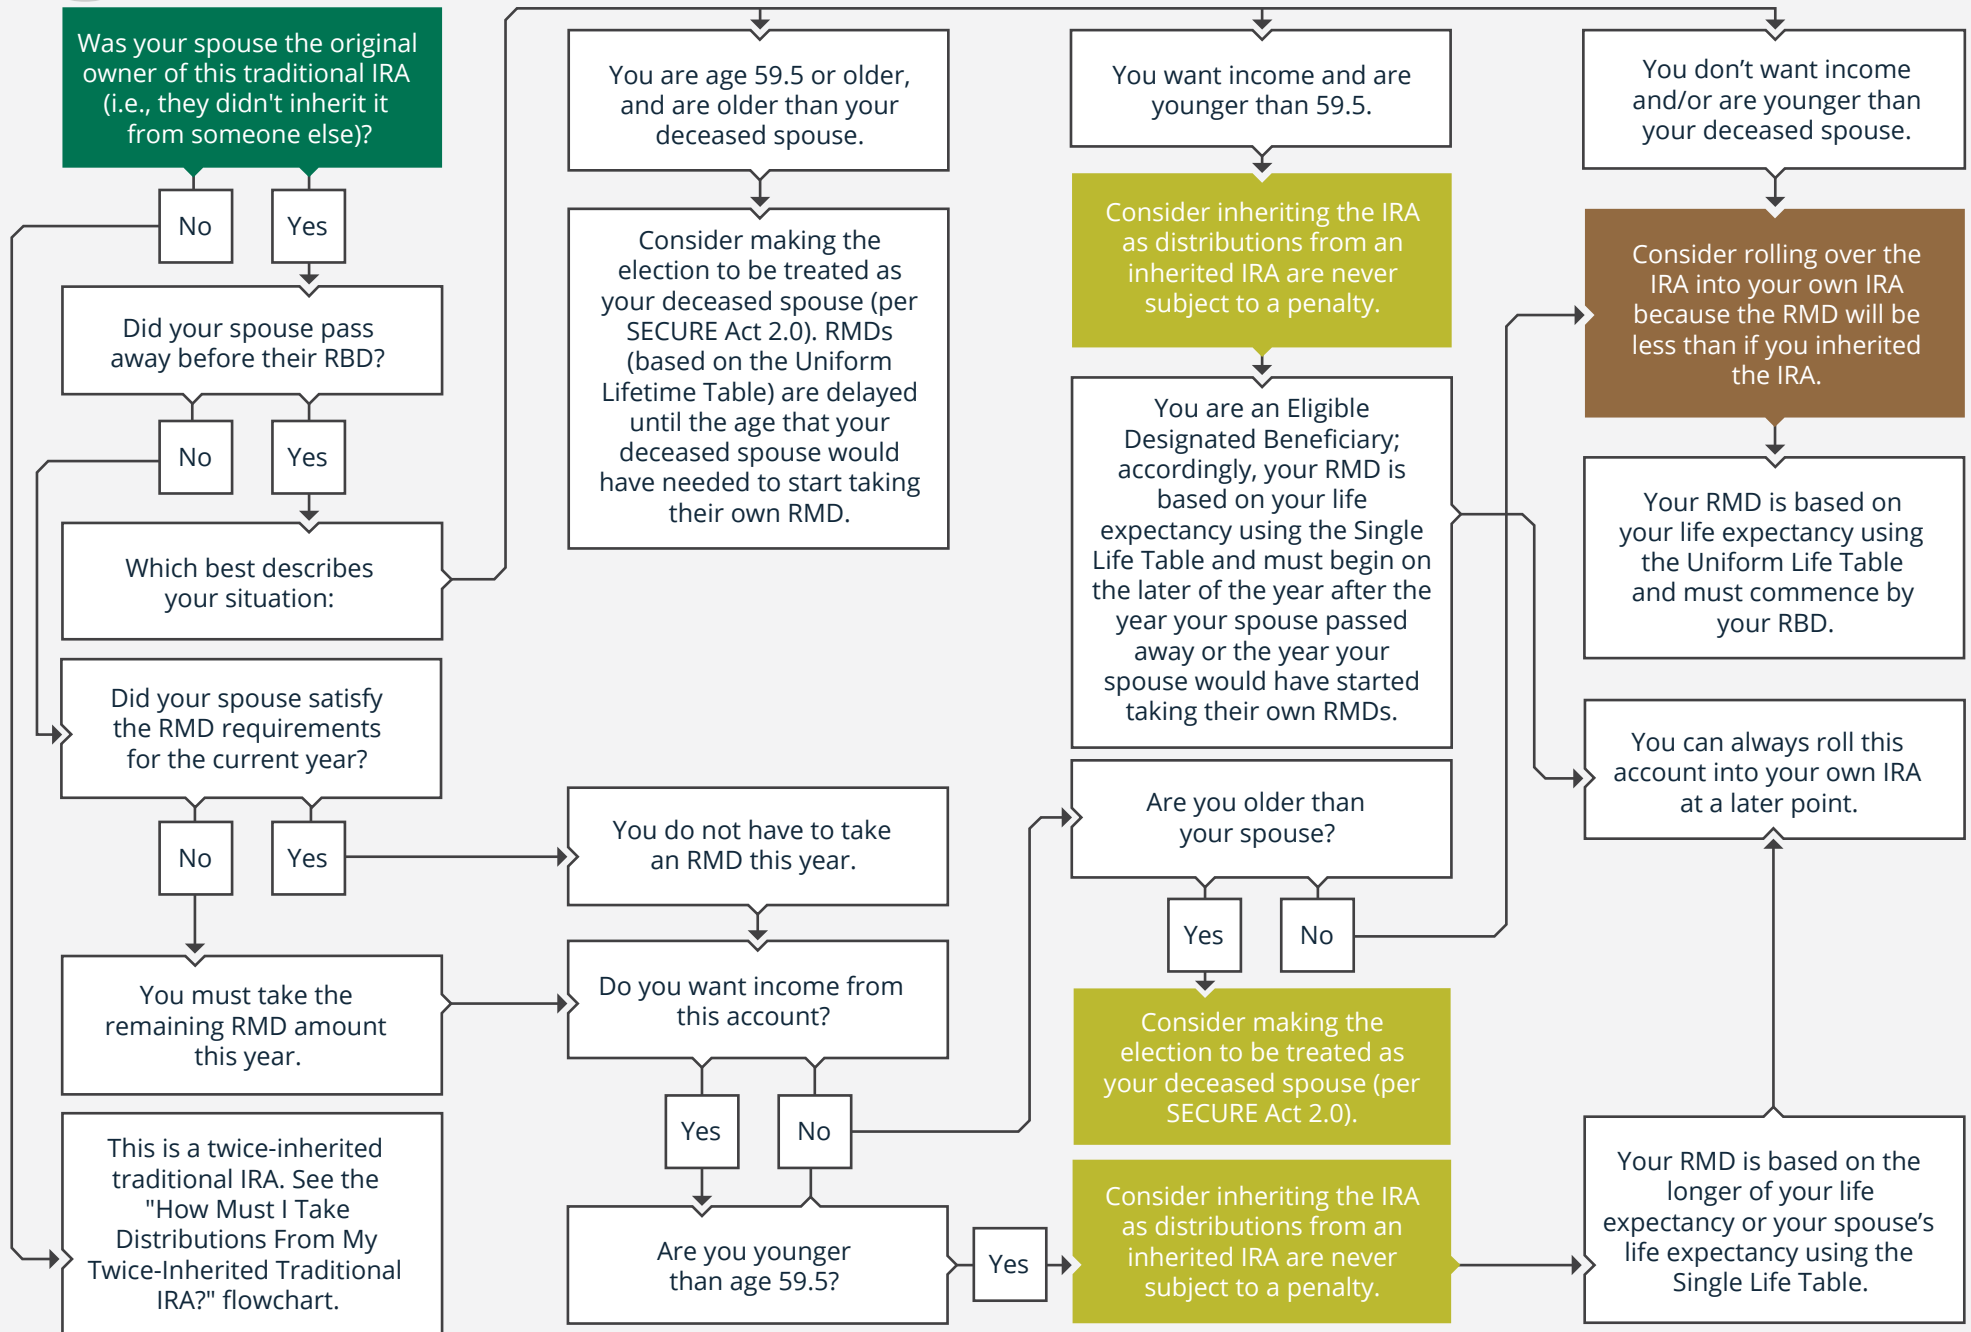 Was your spouse the original
owner of this traditional IRA
(i.e., they didn't inherit it
from someone else)?
No
Yes
Did your spouse pass
away before their RBD?
No
Yes
Which best describes
your situation:
You are age 59.5 or older,
and are older than your
deceased spouse.
Consider making the
election to be treated as
your deceased spouse (per
SECURE Act 2.0). RMDs
(based on the Uniform
Lifetime Table) are delayed
until the age that your
deceased spouse would
have needed to start taking
their own RMD.
You want income and are
younger than 59.5.
Consider inheriting the IRA
as distributions from an
inherited IRA are never
subject to a penalty.
You are an Eligible
Designated Beneficiary;
accordingly, your RMD is
based on your life
expectancy using the Single
Life Table and must begin on
the later of the year after the
year your spouse passed
away or the year your
spouse would have started
taking their own RMDs.
You don’t want income
and/or are younger than
your deceased spouse.
Consider rolling over the
IRA into your own IRA
because the RMD will be
less than if you inherited
the IRA.
Your RMD is based on
your life expectancy using
the Uniform Life Table
and must commence by
your RBD.
You can always roll this
account into your own IRA
at a later point.
Did your spouse satisfy
the RMD requirements
for the current year?
No
Yes
You must take the
remaining RMD amount
this year.
You do not have to take
an RMD this year.
Do you want income from
this account?
Yes
No
Are you older than
your spouse?
Yes
No
Consider making the
election to be treated as
your deceased spouse (per
SECURE Act 2.0).
This is a twice-inherited
traditional IRA. See the
"How Must I Take
Distributions From My
Twice-Inherited Traditional
IRA?" flowchart.
Are you younger
than age 59.5?
Yes
Consider inheriting the IRA
as distributions from an
inherited IRA are never
subject to a penalty.
Your RMD is based on the
longer of your life
expectancy or your spouse’s
life expectancy using the
Single Life Table.